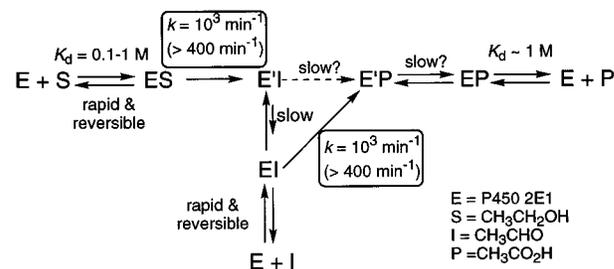 k = 10³ min⁻¹
(> 400 min⁻¹)
K_d = 0.1-1 M
E + S ES E'I slow? E'P slow? EP K_d ~ 1 M E + P
rapid &
reversible
slow
EI
k = 10³ min⁻¹
(> 400 min⁻¹)
rapid &
reversible
E + I
E = P450 2E1
S = CH₃CH₂OH
I = CH₃CHO
P =CH₃CO₂H